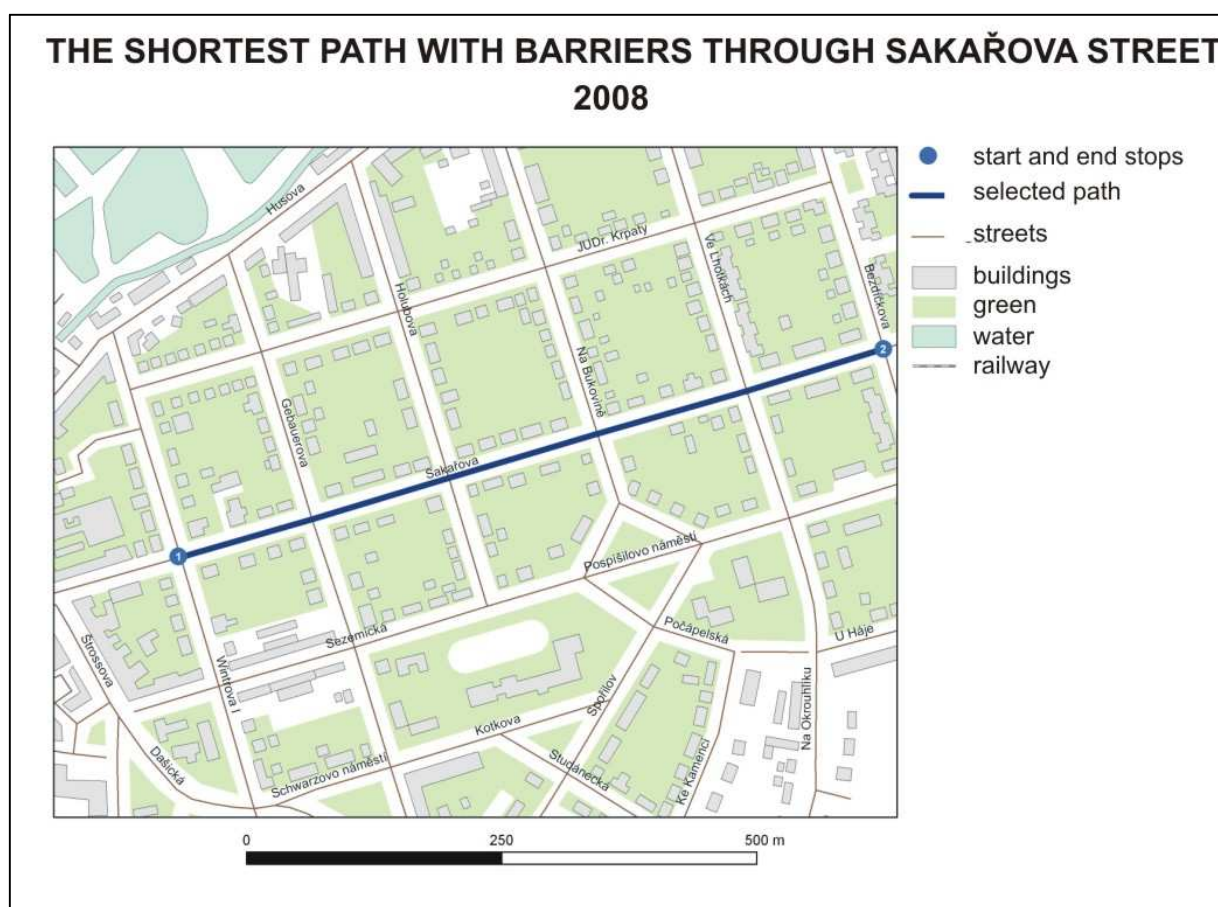 THE SHORTEST PATH WITH BARRIERS THROUGH SAKAŘOVA STREET
2008
start and end stops
selected path
streets
buildings
green
water
railway
Husova
JUDr. Krpaty
Ve Lhotkách
Bezdíčkova
Holubova
Na Bukovině
2
Gebauerova
Sakařova
1
Pospíšilovo náměstí
Sezemická
Počápelská
U Háje
Štrossova
Wintrova I
Spořilov
Na Okrouhlíku
Kotkova
Dašická
Schwarzovo náměstí
Studánecká
Ke Kamenci
0 250 500 m